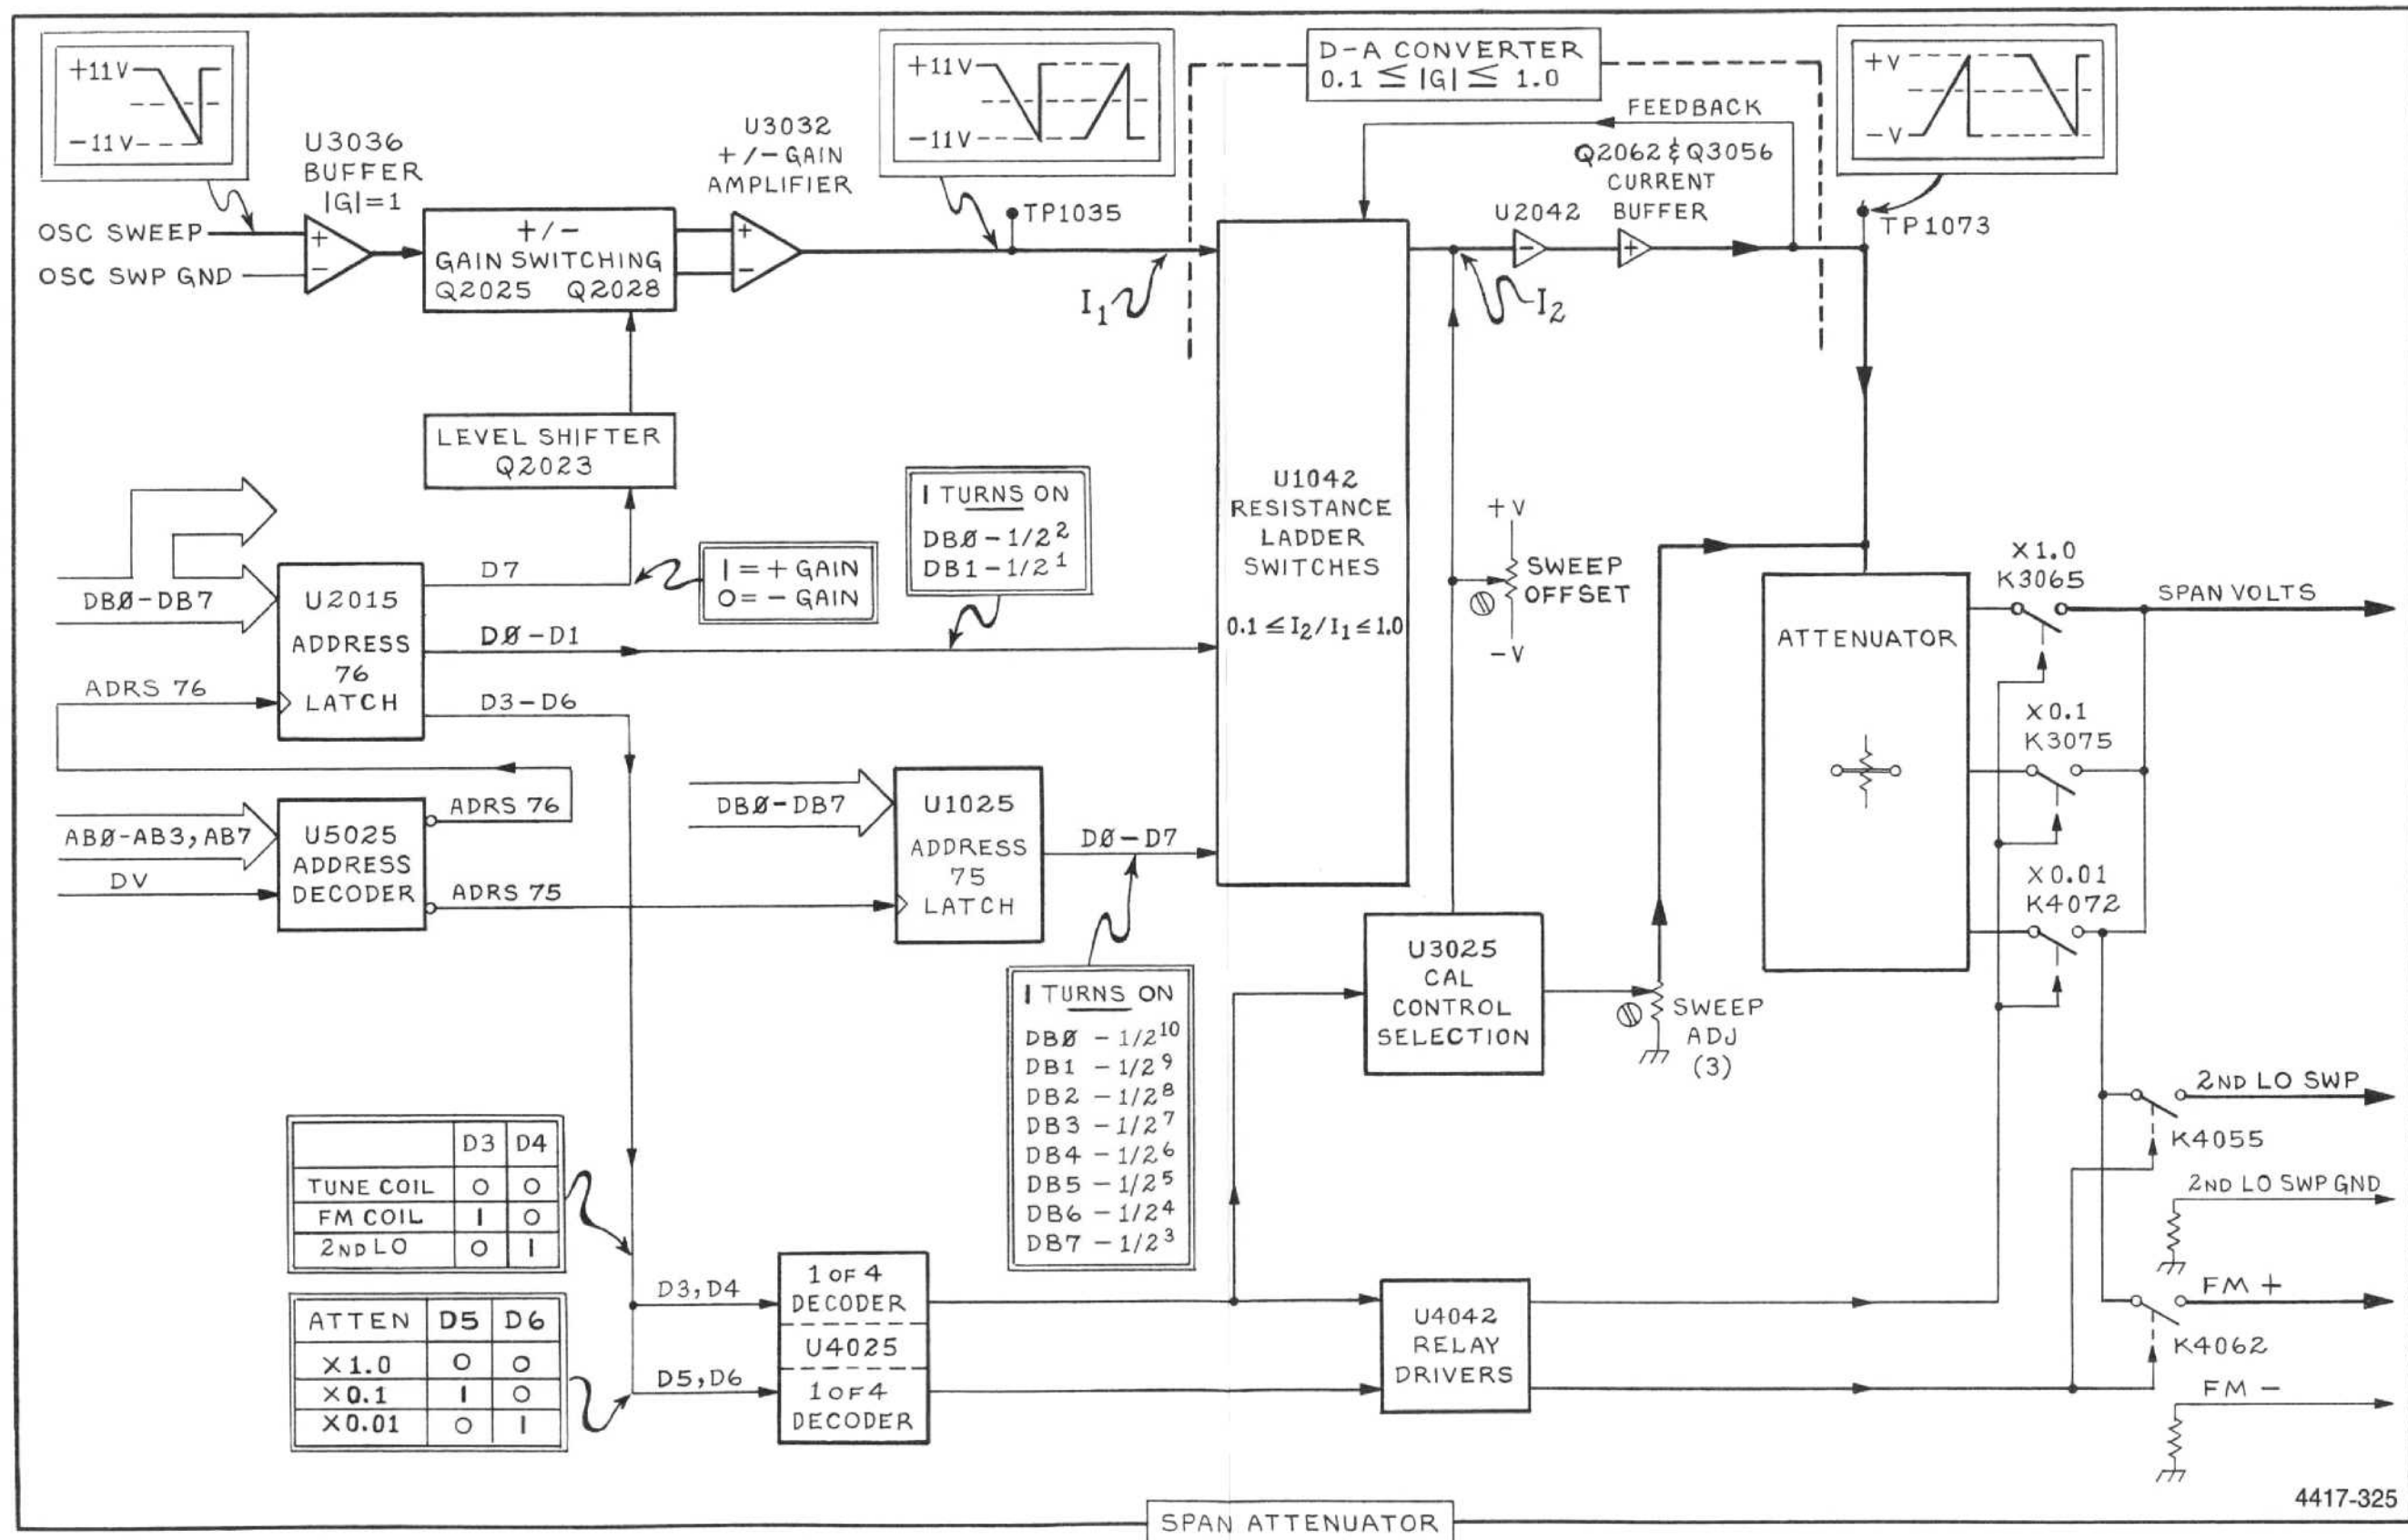 +11V
-11V
U3036
BUFFER
|G|=1
OSC SWEEP
OSC SWP GND
+
-
+/-
GAIN SWITCHING
Q2025 Q2028
U3032
+/- GAIN
AMPLIFIER
+
-
+11V
-11V
TP1035
I1
D-A CONVERTER
0.1 ≤ |G| ≤ 1.0
FEEDBACK
Q2062 & Q3056
CURRENT
BUFFER
U2042
-
+
I2
+V
-V
TP1073
LEVEL SHIFTER
Q2023
1 TURNS ON
DBØ - 1/2²
DB1 - 1/2¹
1 = + GAIN
0 = - GAIN
DBØ-DB7
U2015
ADDRESS
76
LATCH
D7
DØ-D1
D3-D6
ADRS 76
U1042
RESISTANCE
LADDER
SWITCHES
0.1 ≤ I2/I1 ≤ 1.0
+V
SWEEP
OFFSET
-V
ATTENUATOR
X1.0
K3065
SPAN VOLTS
X0.1
K3075
X0.01
K4072
ABØ-AB3, AB7
DV
U5025
ADDRESS
DECODER
ADRS 76
ADRS 75
DBØ-DB7
U1025
ADDRESS
75
LATCH
DØ-D7
1 TURNS ON
DBØ - 1/2¹⁰
DB1 - 1/2⁹
DB2 - 1/2⁸
DB3 - 1/2⁷
DB4 - 1/2⁶
DB5 - 1/2⁵
DB6 - 1/2⁴
DB7 - 1/2³
U3025
CAL
CONTROL
SELECTION
SWEEP
ADJ
(3)
2ND LO SWP
K4055
2ND LO SWP GND
FM +
K4062
FM -
D3 D4
TUNE COIL 0 0
FM COIL 1 0
2ND LO 0 1
ATTEN D5 D6
X1.0 0 0
X0.1 1 0
X0.01 0 1
D3, D4
D5, D6
1 OF 4
DECODER
U4025
1 OF 4
DECODER
U4042
RELAY
DRIVERS
4417-325
SPAN ATTENUATOR